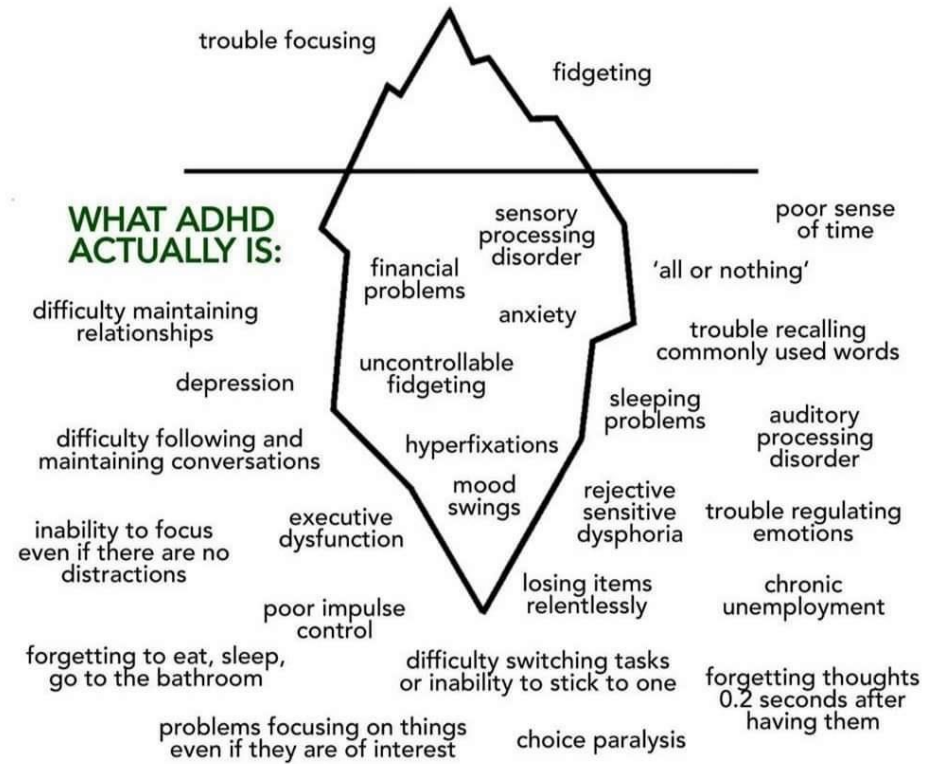 trouble focusing
fidgeting
WHAT ADHD
ACTUALLY IS:
sensory
processing
disorder
poor sense
of time
financial
problems
'all or nothing'
difficulty maintaining
relationships
anxiety
trouble recalling
commonly used words
depression
uncontrollable
fidgeting
sleeping
problems
auditory
processing
disorder
difficulty following and
maintaining conversations
hyperfixations
mood
swings
rejective
sensitive
dysphoria
trouble regulating
emotions
inability to focus
even if there are no
distractions
executive
dysfunction
losing items
relentlessly
chronic
unemployment
poor impulse
control
forgetting to eat, sleep,
go to the bathroom
difficulty switching tasks
or inability to stick to one
forgetting thoughts
0.2 seconds after
having them
problems focusing on things
even if they are of interest
choice paralysis